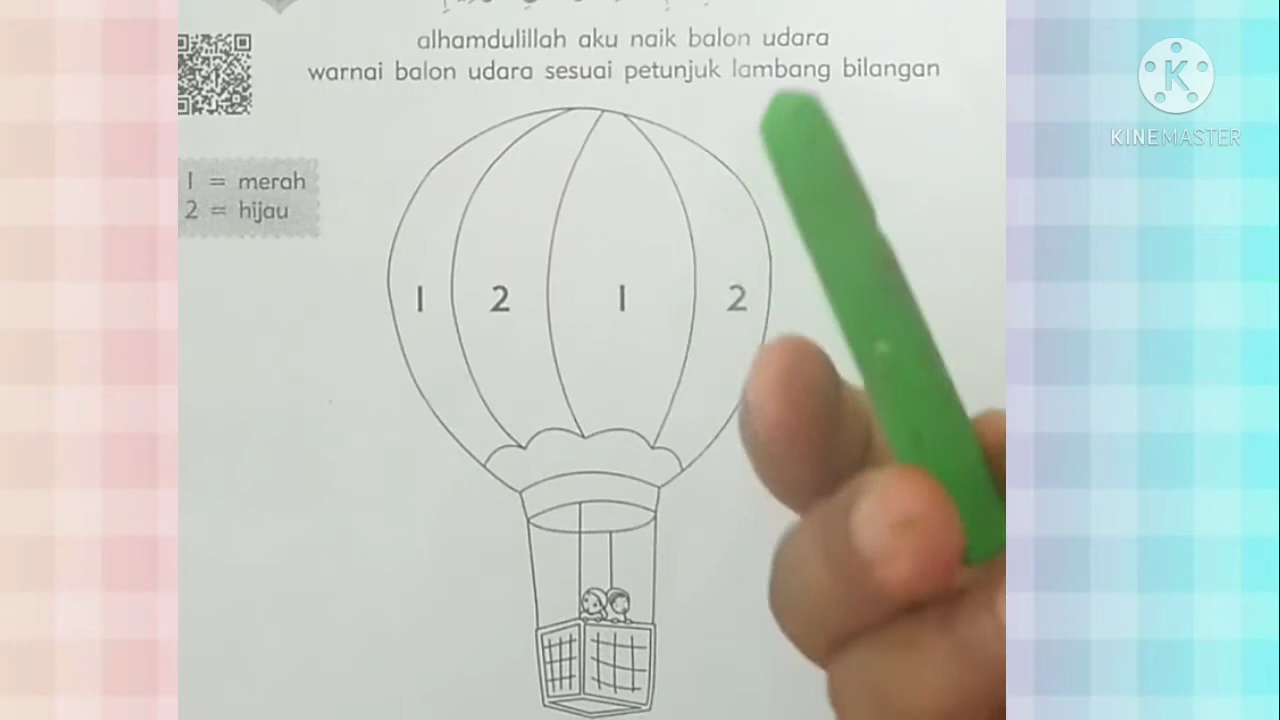 alhamdulillah aku naik balon udara
warnai balon udara sesuai petunjuk lambang bilangan
1 = merah
2 = hijau
1 2 1 2
K
KINEMASTER